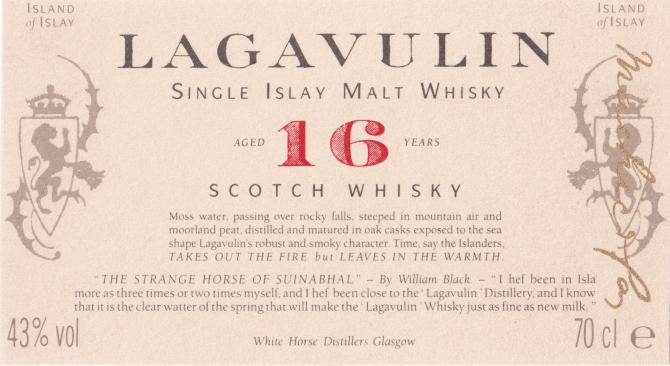 ISLAND
of ISLAY
ISLAND
of ISLAY
LAGAVULIN
SINGLE ISLAY MALT WHISKY
AGED 16 YEARS
SCOTCH WHISKY
Moss water, passing over rocky falls, steeped in mountain air and
moorland peat, distilled and matured in oak casks exposed to the sea
shape Lagavulin's robust and smoky character. Time, say the Islanders,
TAKES OUT THE FIRE but LEAVES IN THE WARMTH.
"THE STRANGE HORSE OF SUINABHAL" – By William Black – "I hef been in Isla
more as three times or two times myself, and I hef been close to the 'Lagavulin' Distillery, and I know
that it is the clear watter of the spring that will make the 'Lagavulin' Whisky just as fine as new milk."
43% vol
White Horse Distillers Glasgow
70 cl e